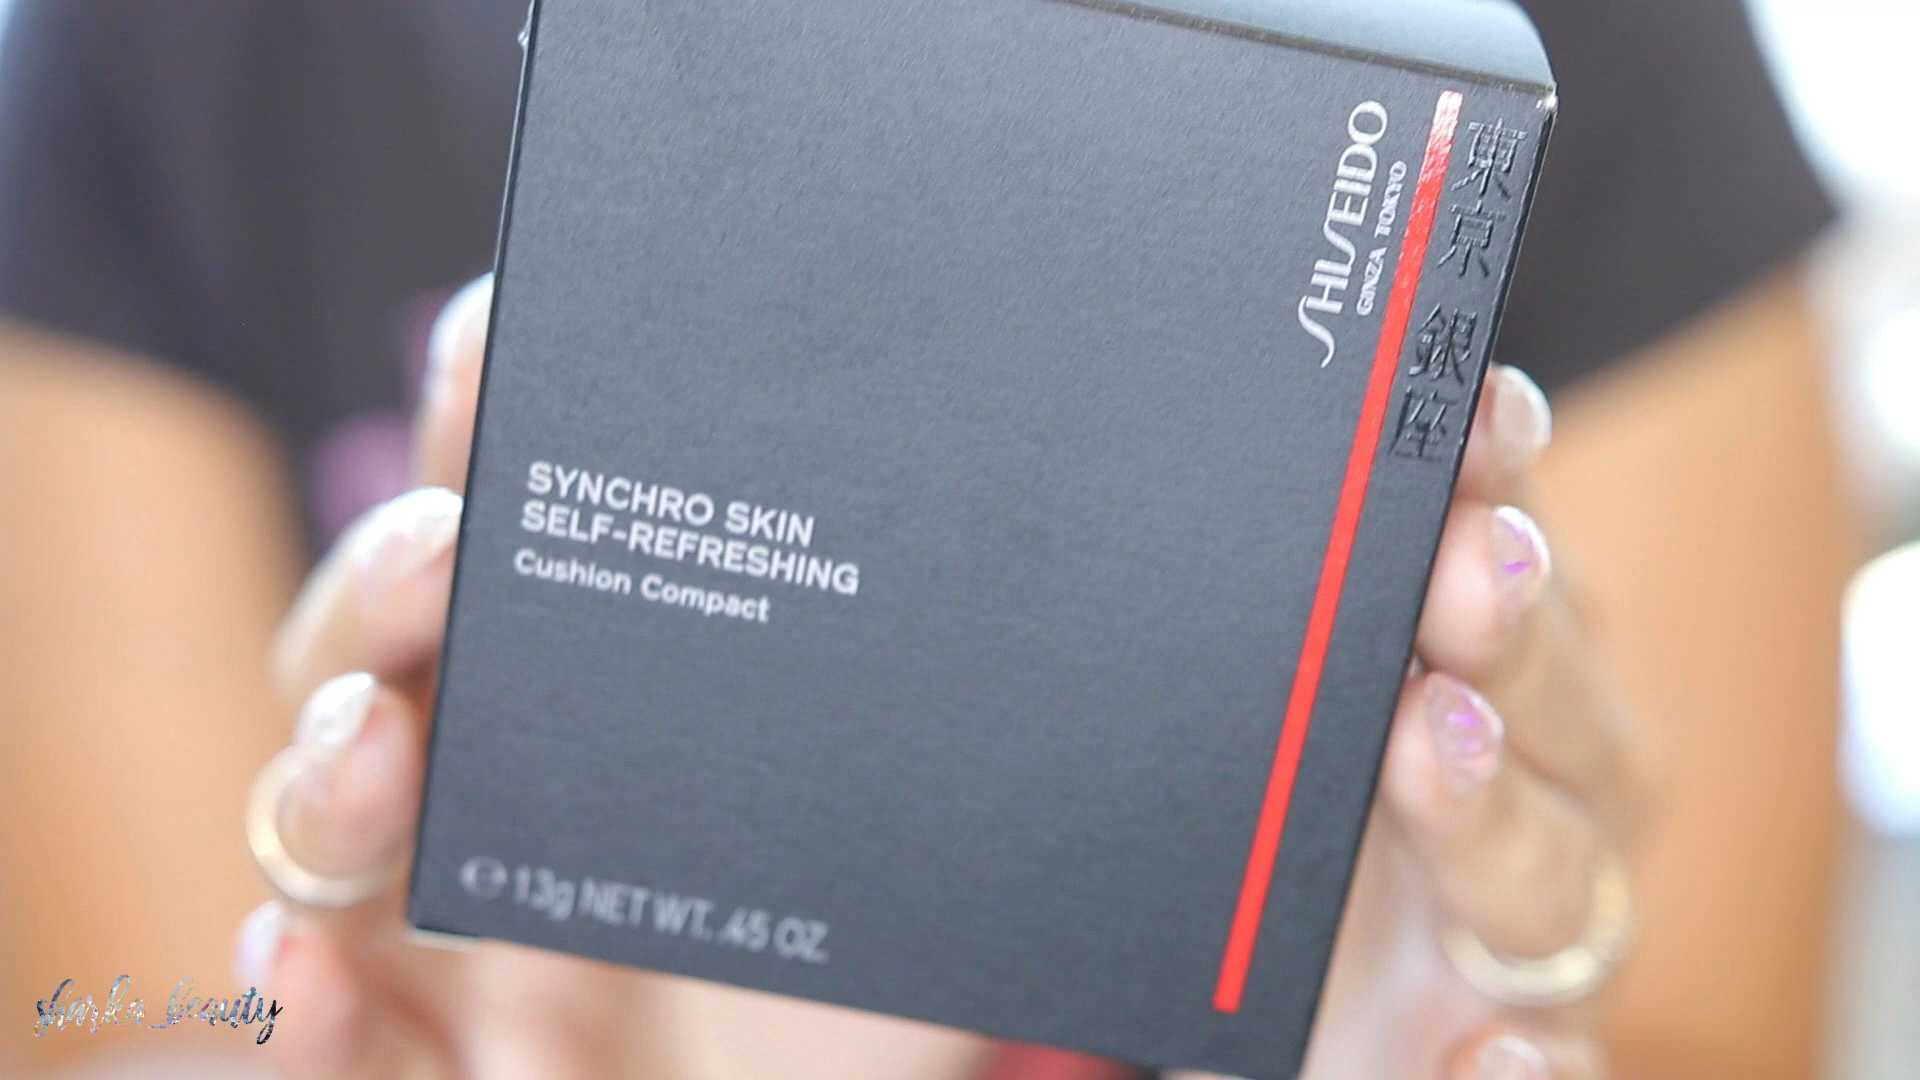 SHISEIDO
GINZA TOKYO
東京 銀座
SYNCHRO SKIN
SELF-REFRESHING
Cushion Compact
℮ 13g NET WT. .45 OZ.
sharka_beauty